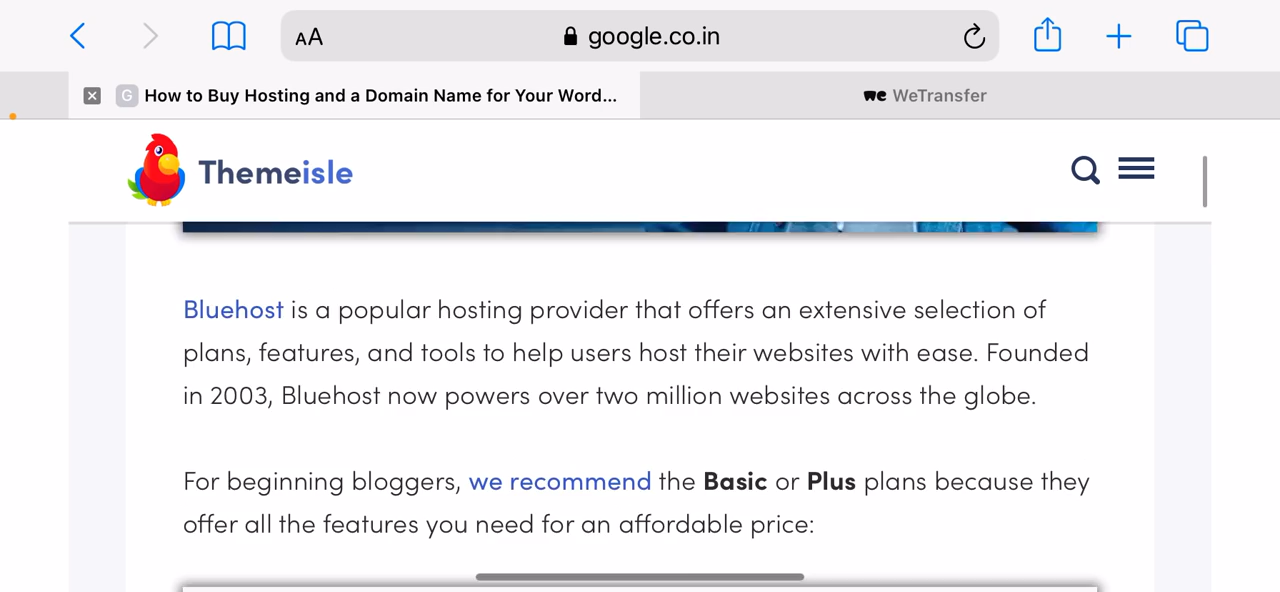 AA google.co.in
G How to Buy Hosting and a Domain Name for Your Word...
we WeTransfer
Themeisle
Bluehost is a popular hosting provider that offers an extensive selection of
plans, features, and tools to help users host their websites with ease. Founded
in 2003, Bluehost now powers over two million websites across the globe.
For beginning bloggers, we recommend the Basic or Plus plans because they
offer all the features you need for an affordable price: